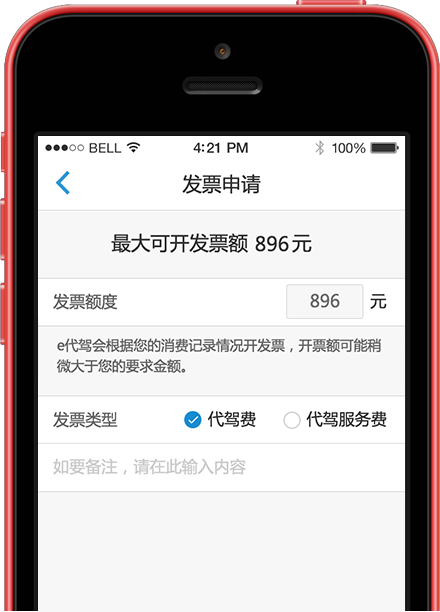 BELL 4:21 PM 100%
发票申请
最大可开发票额 896元
发票额度 896 元
e代驾会根据您的消费记录情况开发票，开票额可能稍
微大于您的要求金额。
发票类型 代驾费 代驾服务费
如要备注，请在此输入内容